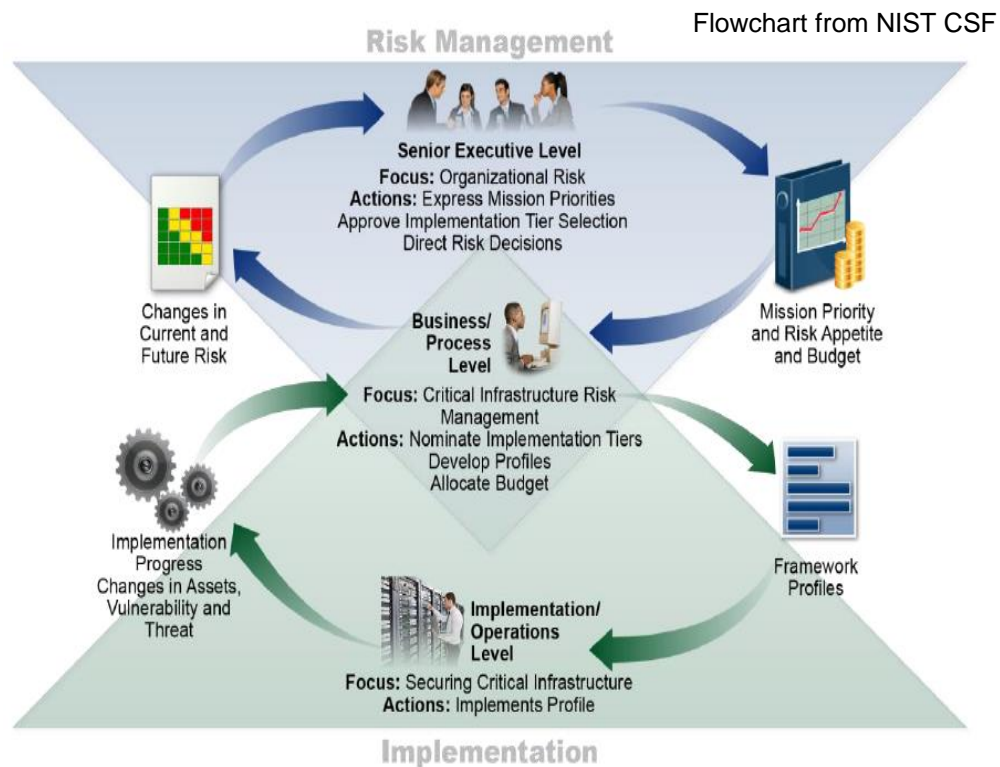 Flowchart from NIST CSF
Risk Management
Senior Executive Level
Focus: Organizational Risk
Actions: Express Mission Priorities
Approve Implementation Tier Selection
Direct Risk Decisions
Changes in
Current and
Future Risk
Mission Priority
and Risk Appetite
and Budget
Business/
Process
Level
Focus: Critical Infrastructure Risk
Management
Actions: Nominate Implementation Tiers
Develop Profiles
Allocate Budget
Implementation
Progress
Changes in Assets,
Vulnerability and
Threat
Framework
Profiles
Implementation/
Operations
Level
Focus: Securing Critical Infrastructure
Actions: Implements Profile
Implementation